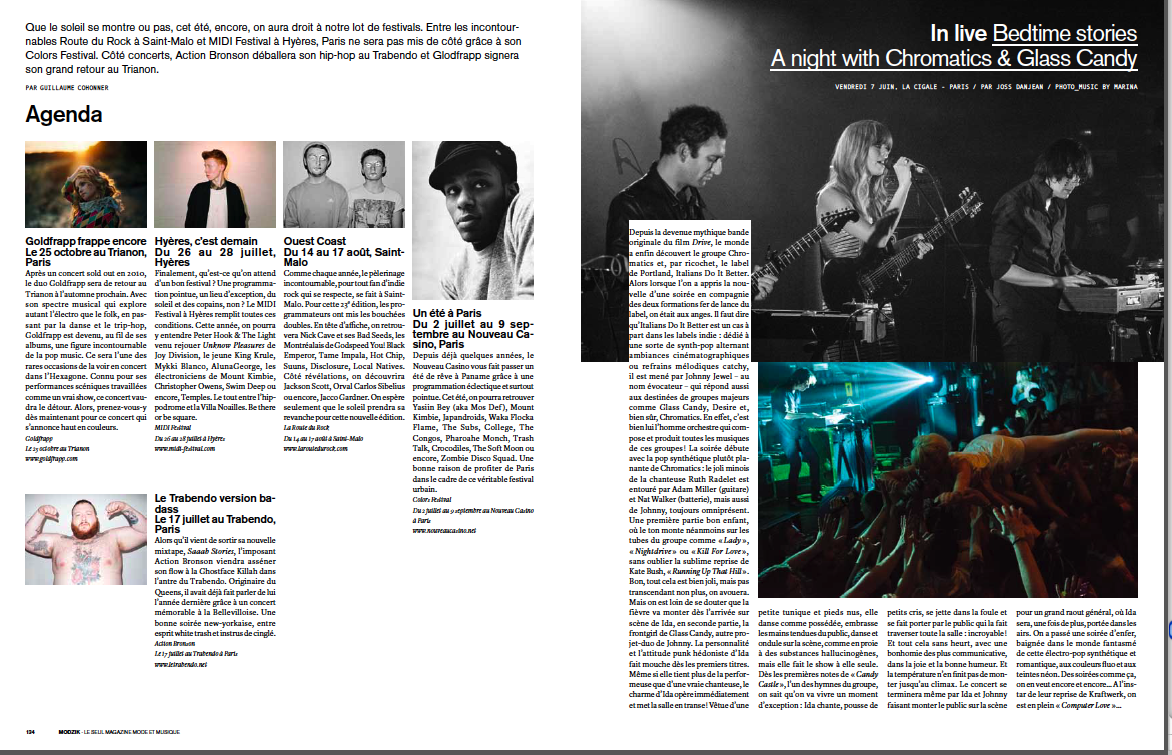 Que le soleil se montre ou pas, cet été, encore, on aura droit à notre lot de festivals. Entre les incontour-
nables Route du Rock à Saint-Malo et MIDI Festival à Hyères, Paris ne sera pas mis de côté grâce à son
Colors Festival. Côté concerts, Action Bronson déballera son hip-hop au Trabendo et Glodfrapp signera
son grand retour au Trianon.
PAR GUILLAUME COHONNER
Agenda
Goldfrapp frappe encore
Le 25 octobre au Trianon,
Paris
Après un concert sold out en 2010,
le duo Goldfrapp sera de retour au
Trianon à l'automne prochain. Avec
son spectre musical qui explore
autant l'électro que le folk, en pas-
sant par la danse et le trip-hop,
Goldfrapp est devenu, au fil de ses
albums, une figure incontournable
de la pop music. Ce sera l'une des
rares occasions de la voir en concert
dans l'Hexagone. Connu pour ses
performances scéniques travaillées
comme un vrai show, ce concert vau-
dra le détour. Alors, prenez-vous-y
dès maintenant pour ce concert qui
s'annonce haut en couleurs.
Goldfrapp
Le 25 octobre au Trianon
www.goldfrapp.com
Hyères, c'est demain
Du 26 au 28 juillet,
Hyères
Finalement, qu'est-ce qu'on attend
d'un bon festival ? Une programma-
tion pointue, un lieu d'exception, du
soleil et des copains, non ? Le MIDI
Festival à Hyères remplit toutes ces
conditions. Cette année, on pourra
y entendre Peter Hook & The Light
venu rejouer Unknow Pleasures de
Joy Division, le jeune King Krule,
Mykki Blanco, AlunaGeorge, les
électroniciens de Mount Kimbie,
Christopher Owens, Swim Deep ou
encore, Temples. Le tout entre l'hip-
podrome et la Villa Noailles. Be there
or be square.
MIDI Festival
Du 26 au 28 juillet à Hyères
www.midi-festival.com
Ouest Coast
Du 14 au 17 août, Saint-
Malo
Comme chaque année, le pèlerinage
incontournable, pour tout fan d'indie
rock qui se respecte, se fait à Saint-
Malo. Pour cette 23e édition, les pro-
grammateurs ont mis les bouchées
doubles. En tête d'affiche, on retrou-
vera Nick Cave et ses Bad Seeds, les
Montréalais de Godspeed You! Black
Emperor, Tame Impala, Hot Chip,
Suuns, Disclosure, Local Natives.
Côté révélations, on découvrira
Jackson Scott, Orval Carlos Sibelius
ou encore, Jacco Gardner. On espère
seulement que le soleil prendra sa
revanche pour cette nouvelle édition.
La Route du Rock
Du 14 au 17 août à Saint-Malo
www.laroutedurock.com
Un été à Paris
Du 2 juillet au 9 sep-
tembre au Nouveau Ca-
sino, Paris
Depuis déjà quelques années, le
Nouveau Casino vous fait passer un
été de rêve à Paname grâce à une
programmation éclectique et surtout
pointue. Cet été, on pourra retrouver
Yasiin Bey (aka Mos Def), Mount
Kimbie, Japandroids, Waka Flocka
Flame, The Subs, College, The
Congos, Pharoahe Monch, Trash
Talk, Crocodiles, The Soft Moon ou
encore, Zombie Disco Squad. Une
bonne raison de profiter de Paris
dans le cadre de ce véritable festival
urbain.
Colors Festival
Du 2 juillet au 9 septembre au Nouveau Casino
à Paris
www.nouveaucasino.net
Le Trabendo version ba-
dass
Le 17 juillet au Trabendo,
Paris
Alors qu'il vient de sortir sa nouvelle
mixtape, Saaab Stories, l'imposant
Action Bronson viendra asséner
son flow à la Ghostface Killah dans
l'antre du Trabendo. Originaire du
Queens, il avait déjà fait parler de lui
l'année dernière grâce à un concert
mémorable à la Bellevilloise. Une
bonne soirée new-yorkaise, entre
esprit white trash et instrus de cinglé.
Action Bronson
Le 17 juillet au Trabendo à Paris
www.letrabendo.net
134 MODZIK - LE SEUL MAGAZINE MODE ET MUSIQUE
In live Bedtime stories
A night with Chromatics & Glass Candy
VENDREDI 7 JUIN, LA CIGALE - PARIS / PAR JOSS DANJEAN / PHOTO_MUSIC BY MARINA
Depuis la devenue mythique bande
originale du film Drive, le monde
a enfin découvert le groupe Chro-
matics et, par ricochet, le label
de Portland, Italians Do It Better.
Alors lorsque l'on a appris la nou-
velle d'une soirée en compagnie
des deux formations fer de lance du
label, on était aux anges. Il faut dire
qu'Italians Do It Better est un cas à
part dans les labels indie : dédié à
une sorte de synth-pop alternant
ambiances cinématographiques
ou refrains mélodiques catchy,
il est mené par Johnny Jewel – au
nom évocateur – qui répond aussi
aux destinées de groupes majeurs
comme Glass Candy, Desire et,
bien sûr, Chromatics. En effet, c'est
bien lui l'homme orchestre qui com-
pose et produit toutes les musiques
de ces groupes! La soirée débute
avec la pop synthétique plutôt pla-
nante de Chromatics : le joli minois
de la chanteuse Ruth Radelet est
entouré par Adam Miller (guitare)
et Nat Walker (batterie), mais aussi
de Johnny, toujours omniprésent.
Une première partie bon enfant,
où le ton monte néanmoins sur les
tubes du groupe comme « Lady »,
« Nightdrive » ou « Kill For Love »,
sans oublier la sublime reprise de
Kate Bush, « Running Up That Hill ».
Bon, tout cela est bien joli, mais pas
transcendant non plus, on avouera.
Mais on est loin de se douter que la
fièvre va monter dès l'arrivée sur
scène de Ida, en seconde partie, la
frontgirl de Glass Candy, autre pro-
jet-duo de Johnny. La personnalité
et l'attitude punk hédoniste d'Ida
fait mouche dès les premiers titres.
Même si elle tient plus de la perfor-
meuse que d'une vraie chanteuse, le
charme d'Ida opère immédiatement
et met la salle en transe! Vêtue d'une
petite tunique et pieds nus, elle
danse comme possédée, embrasse
les mains tendues du public, danse et
ondule sur la scène, comme en proie
à des substances hallucinogènes,
mais elle fait le show à elle seule.
Dès les premières notes de « Candy
Castle », l'un des hymnes du groupe,
on sait qu'on va vivre un moment
d'exception : Ida chante, pousse de
petits cris, se jette dans la foule et
se fait porter par le public qui la fait
traverser toute la salle : incroyable!
Et tout cela sans heurt, avec une
bonhomie des plus communicative,
dans la joie et la bonne humeur. Et
la température n'en finit pas de mon-
ter jusqu'au climax. Le concert se
terminera même par Ida et Johnny
faisant monter le public sur la scène
pour un grand raout général, où Ida
sera, une fois de plus, portée dans les
airs. On a passé une soirée d'enfer,
baignée dans le monde fantasmé
de cette électro-pop synthétique et
romantique, aux couleurs fluo et aux
teintes néon. Des soirées comme ça,
on en veut encore et encore... A l'ins-
tar de leur reprise de Kraftwerk, on
est en plein « Computer Love »...